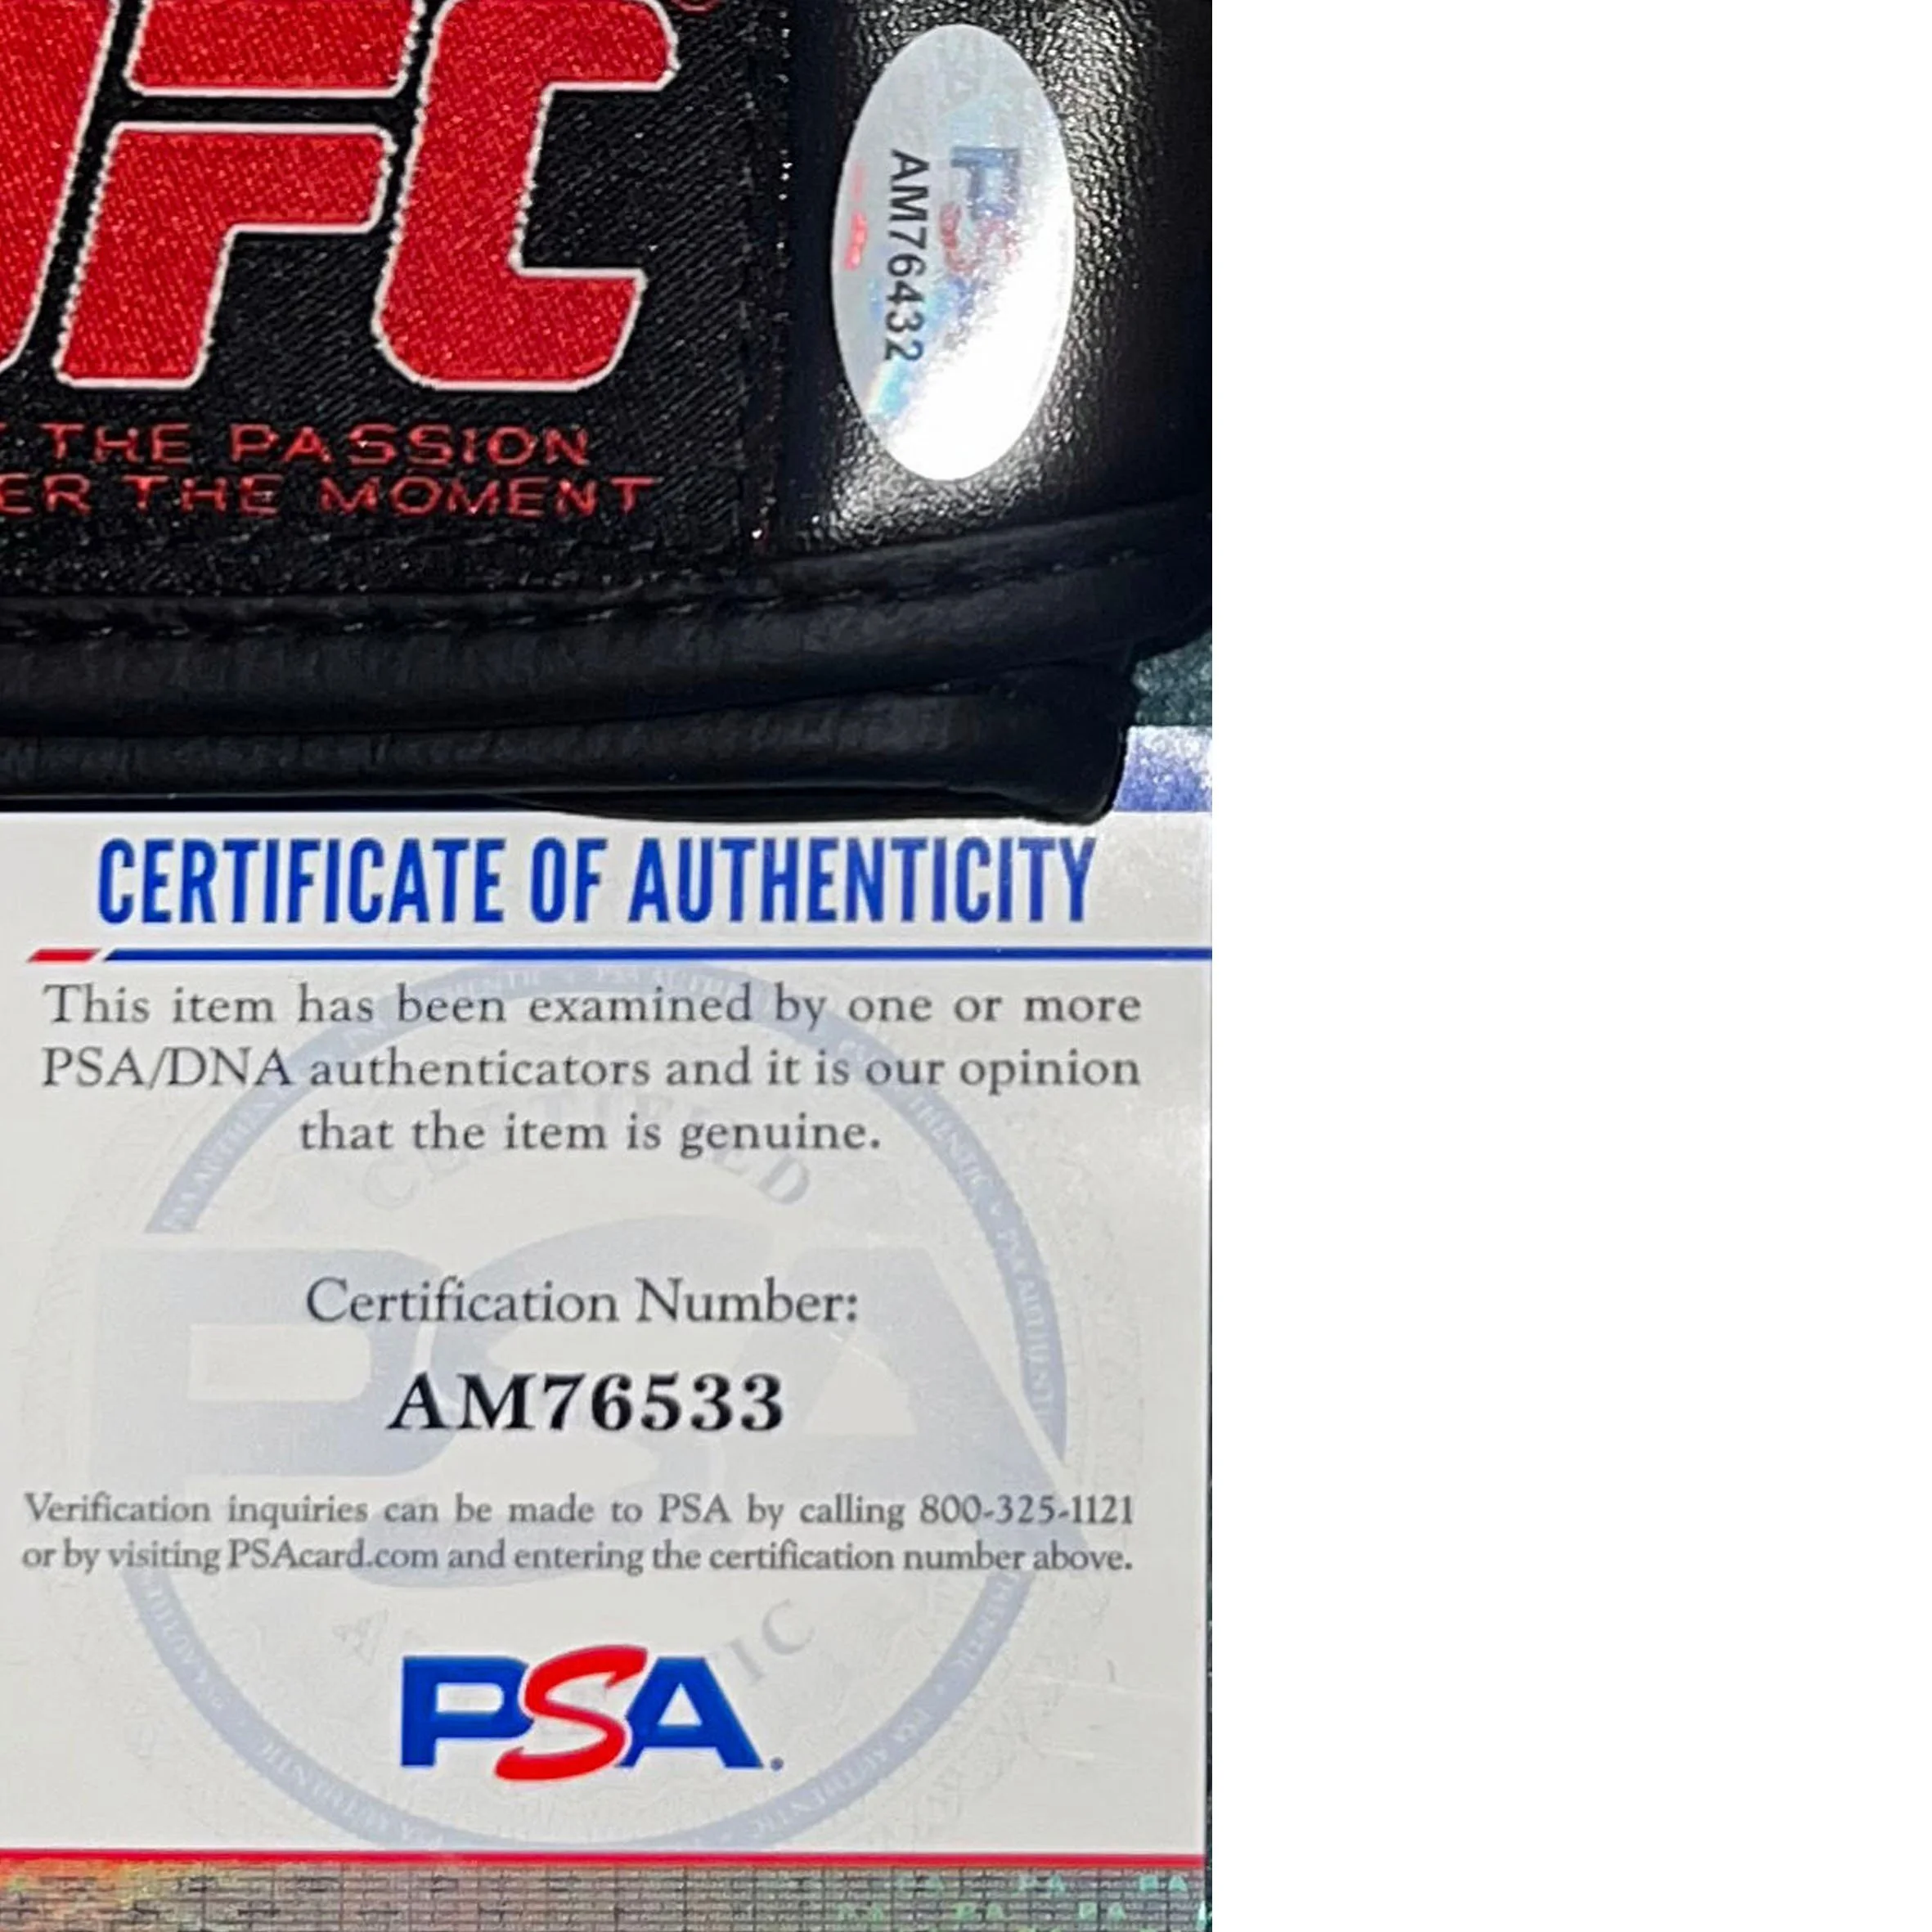 UFC
THE PASSION
THE MOMENT
PSA
AM76432
CERTIFICATE OF AUTHENTICITY
This item has been examined by one or more
PSA/DNA authenticators and it is our opinion
that the item is genuine.
Certification Number:
AM76533
Verification inquiries can be made to PSA by calling 800-325-1121
or by visiting PSAcard.com and entering the certification number above.
PSA